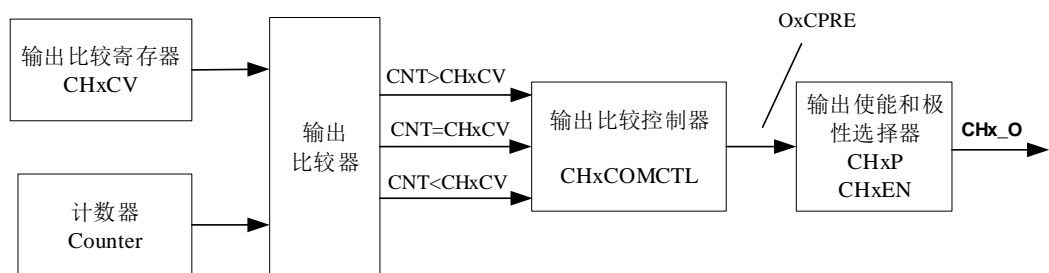 OxCPRE
输出比较寄存器
CHxCV
计数器
Counter
输出
比较器
CNT>CHxCV
CNT=CHxCV
CNT<CHxCV
输出比较控制器
CHxCOMCTL
输出使能和极
性选择器
CHxP
CHxEN
CHx_O